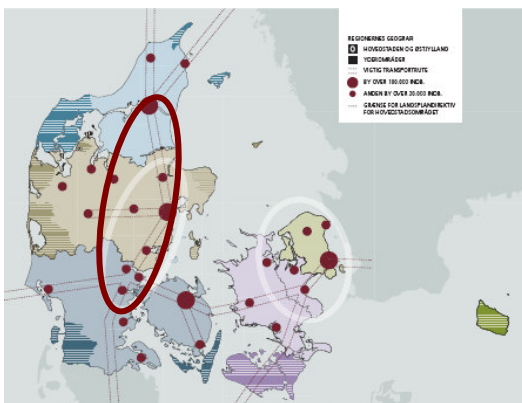 REGIONERNES GEOGRAFI
HOVEDSTADEN OG ØSTJYLLAND
YDEROMRÅDER
VIGTIG TRANSPORTRUTE
BY OVER 100.000 INDB.
ANDEN BY OVER 20.000 INDB.
GRÆNSE FOR LANDSPLANDIREKTIV
FOR HOVEDSTADSOMRÅDET